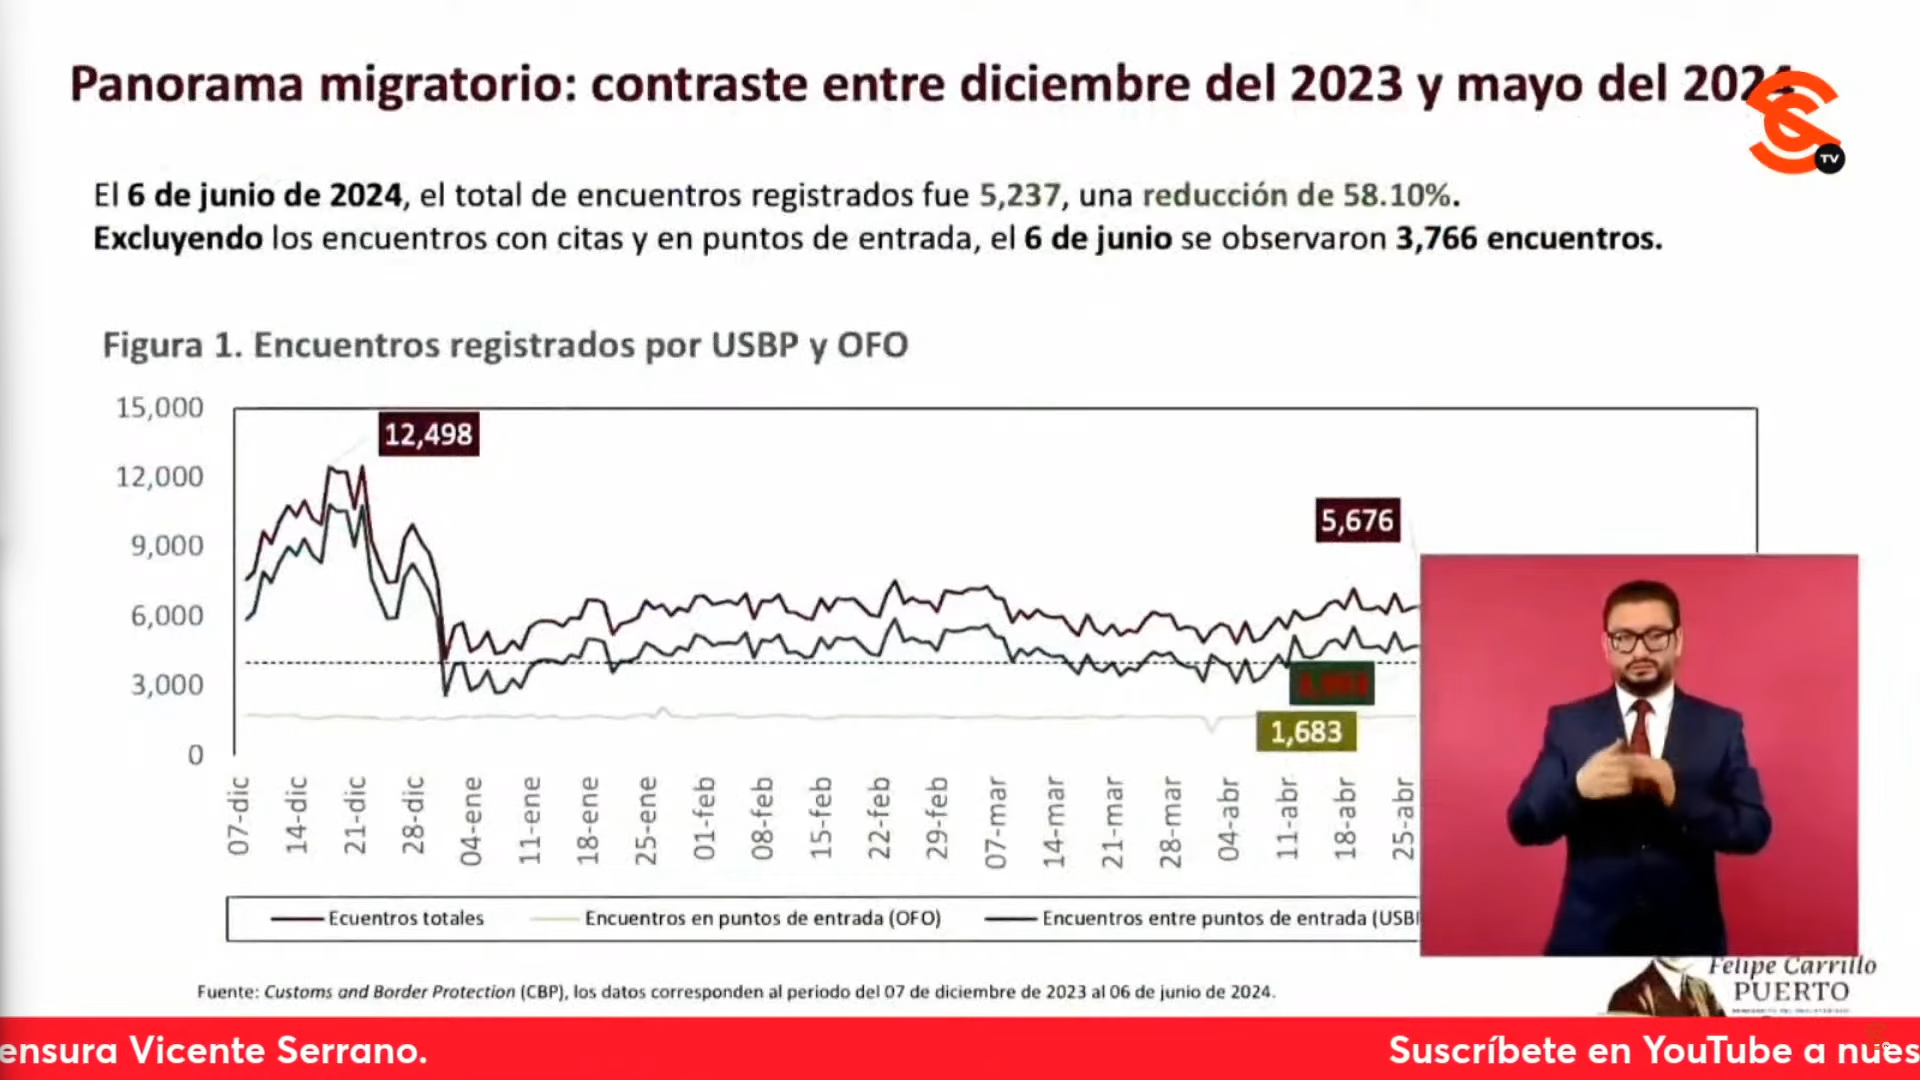 Panorama migratorio: contraste entre diciembre del 2023 y mayo del 2024
TV
El 6 de junio de 2024, el total de encuentros registrados fue 5,237, una reducción de 58.10%.
Excluyendo los encuentros con citas y en puntos de entrada, el 6 de junio se observaron 3,766 encuentros.
Figura 1. Encuentros registrados por USBP y OFO
15,000
12,000
9,000
6,000
3,000
0
12,498
5,676
1,683
07-dic
14-dic
21-dic
28-dic
04-ene
11-ene
18-ene
25-ene
01-feb
08-feb
15-feb
22-feb
29-feb
07-mar
14-mar
21-mar
28-mar
04-abr
11-abr
18-abr
25-abr
Ecuentros totales
Encuentros en puntos de entrada (OFO)
Encuentros entre puntos de entrada (USB
Fuente: Customs and Border Protection (CBP), los datos corresponden al periodo del 07 de diciembre de 2023 al 06 de junio de 2024.
Felipe Carrillo
PUERTO
ensura Vicente Serrano.
Suscríbete en YouTube a nues